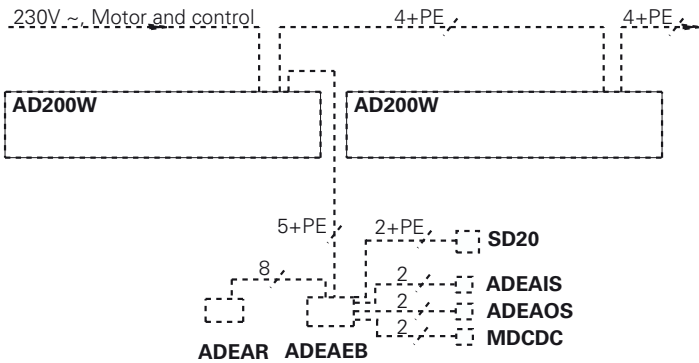 230V ~, Motor and control 4+PE 4+PE
AD200W AD200W
5+PE 2+PE
SD20
8 2 ADEAIS
2 ADEAOS
2 MDCDC
ADEAR ADEAEB